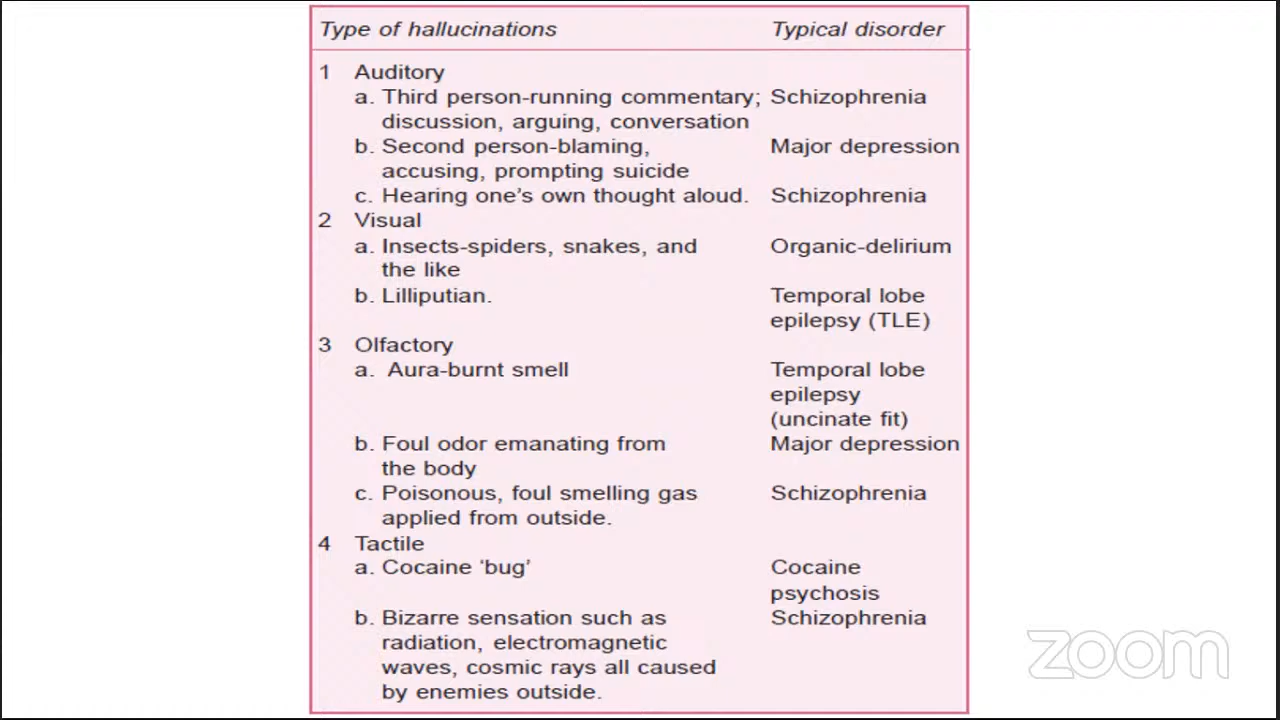 Type of hallucinations Typical disorder
1 Auditory
a. Third person-running commentary; Schizophrenia
discussion, arguing, conversation
b. Second person-blaming, Major depression
accusing, prompting suicide
c. Hearing one's own thought aloud. Schizophrenia
2 Visual
a. Insects-spiders, snakes, and Organic-delirium
the like
b. Lilliputian. Temporal lobe
epilepsy (TLE)
3 Olfactory
a. Aura-burnt smell Temporal lobe
epilepsy
(uncinate fit)
b. Foul odor emanating from Major depression
the body
c. Poisonous, foul smelling gas Schizophrenia
applied from outside.
4 Tactile
a. Cocaine ‘bug’ Cocaine
psychosis
b. Bizarre sensation such as Schizophrenia
radiation, electromagnetic
waves, cosmic rays all caused
by enemies outside.
zoom